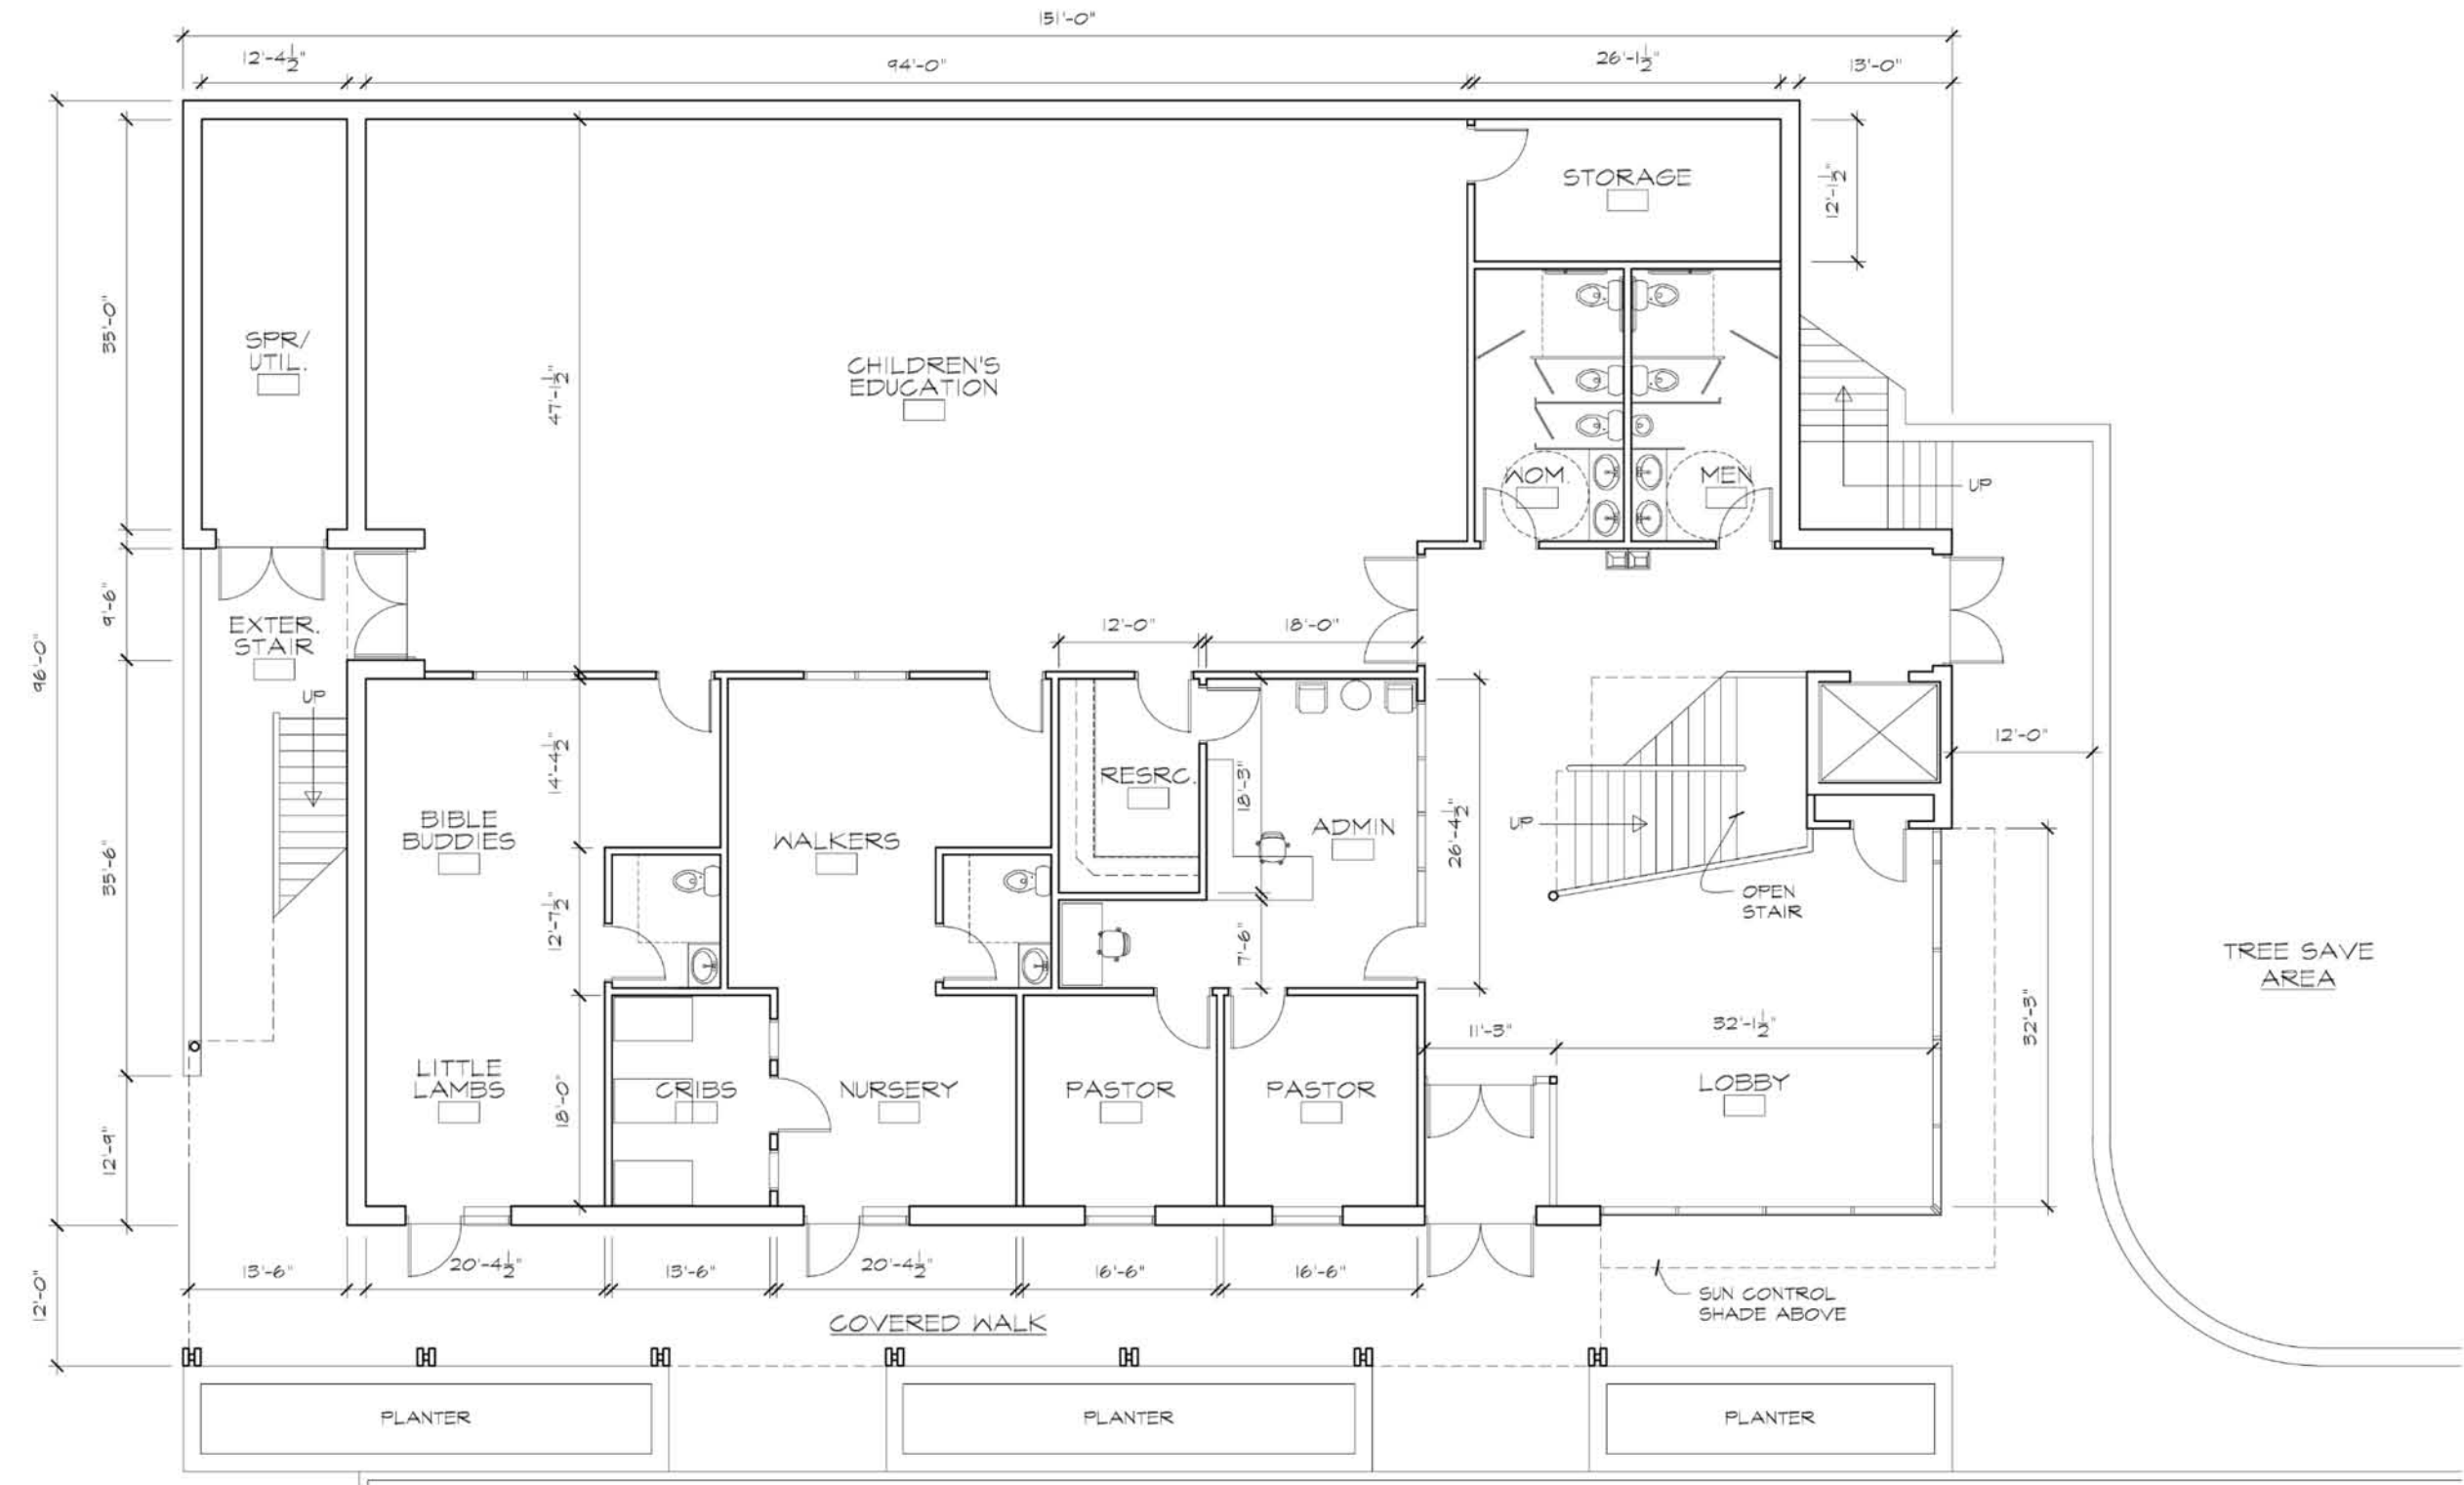 151'-0"
12'-4½"
94'-0"
26'-1½"
13'-0"
STORAGE
12'-1½"
35'-0"
SPR/
UTIL.
47'-1½"
CHILDREN'S
EDUCATION
WOM.
MEN
UP
9'-6"
96'-0"
EXTER.
STAIR
UP
12'-0"
18'-0"
12'-0"
14'-4½"
RESRC.
18'-3"
BIBLE
BUDDIES
WALKERS
ADMIN
26'-4½"
UP
35'-6"
12'-7½"
OPEN
STAIR
7'-6"
TREE SAVE
AREA
11'-3"
32'-1½"
32'-3"
LITTLE
LAMBS
18'-0"
CRIBS
NURSERY
PASTOR
PASTOR
LOBBY
12'-9"
12'-0"
13'-6"
20'-4½"
13'-6"
20'-4½"
16'-6"
16'-6"
SUN CONTROL
SHADE ABOVE
COVERED WALK
PLANTER
PLANTER
PLANTER